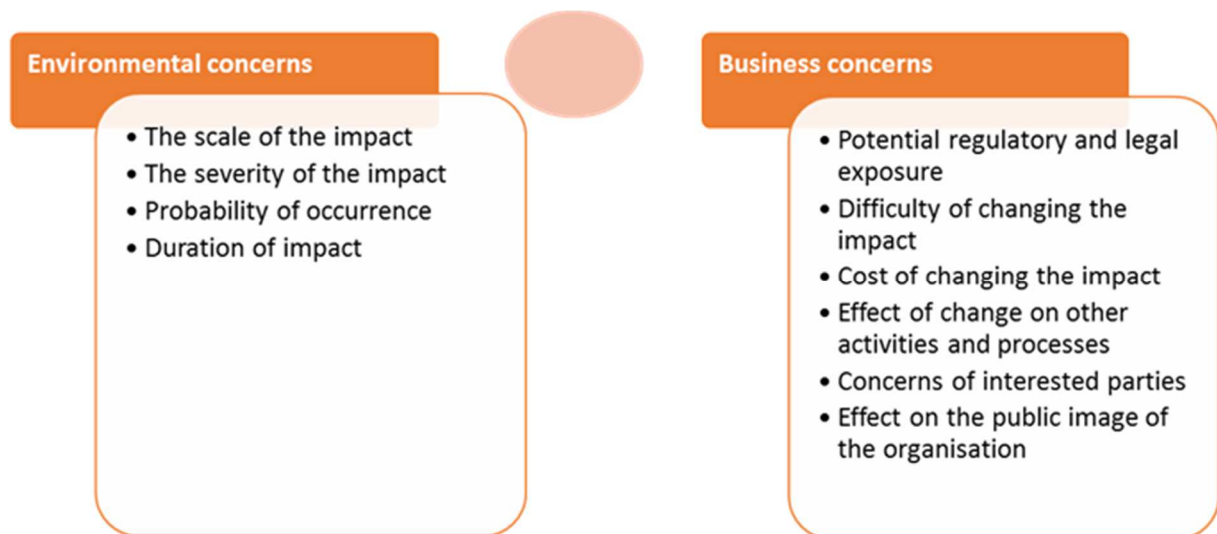 Environmental concerns
• The scale of the impact
• The severity of the impact
• Probability of occurrence
• Duration of impact
Business concerns
• Potential regulatory and legal
exposure
• Difficulty of changing the
impact
• Cost of changing the impact
• Effect of change on other
activities and processes
• Concerns of interested parties
• Effect on the public image of
the organisation